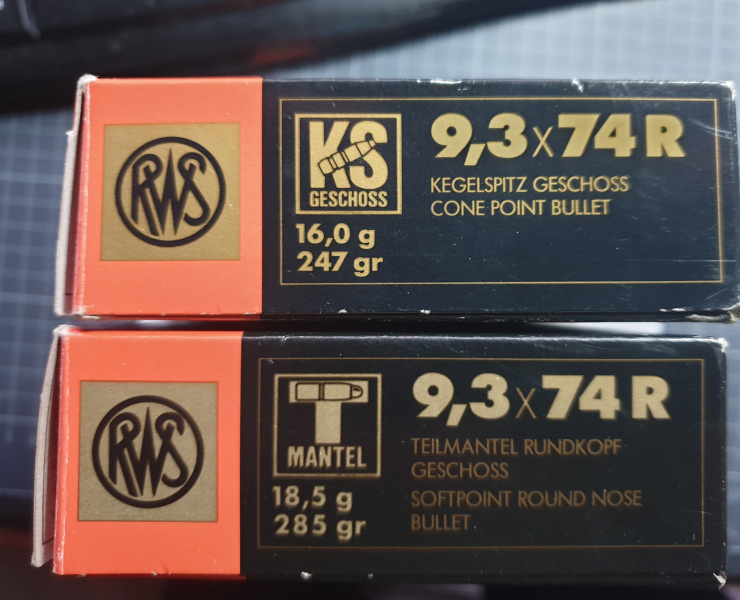 RWS
KS
GESCHOSS
16,0 g
247 gr
9,3 x 74 R
KEGELSPITZ GESCHOSS
CONE POINT BULLET
RWS
T
MANTEL
18,5 g
285 gr
9,3 x 74 R
TEILMANTEL RUNDKOPF
GESCHOSS
SOFTPOINT ROUND NOSE
BULLET